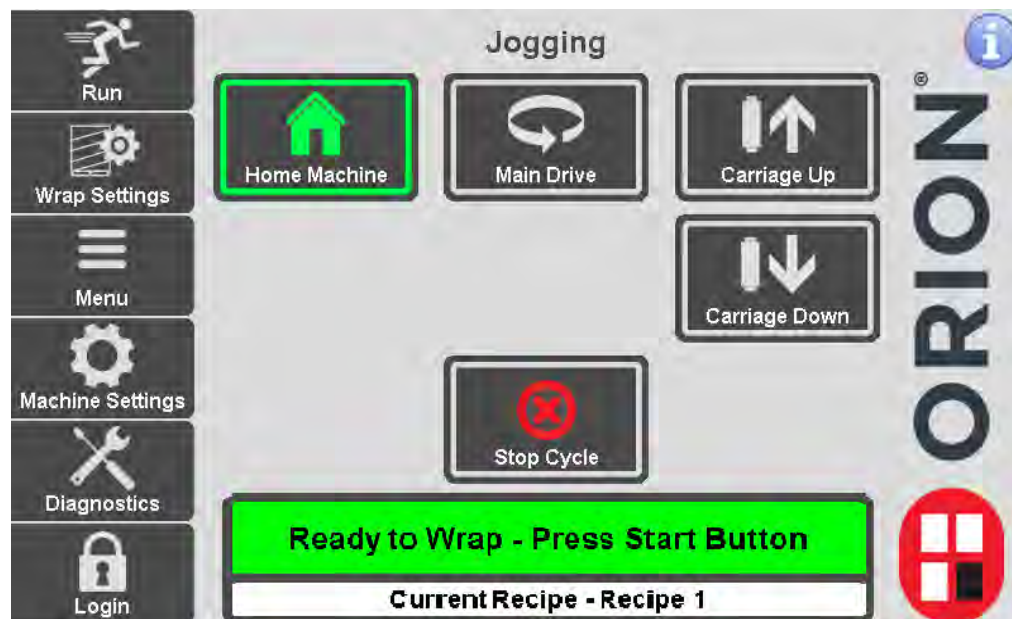 Jogging
Run
Wrap Settings
Menu
Machine Settings
Diagnostics
Login
Home Machine
Main Drive
Carriage Up
Carriage Down
Stop Cycle
Ready to Wrap - Press Start Button
Current Recipe - Recipe 1
i
ORION®